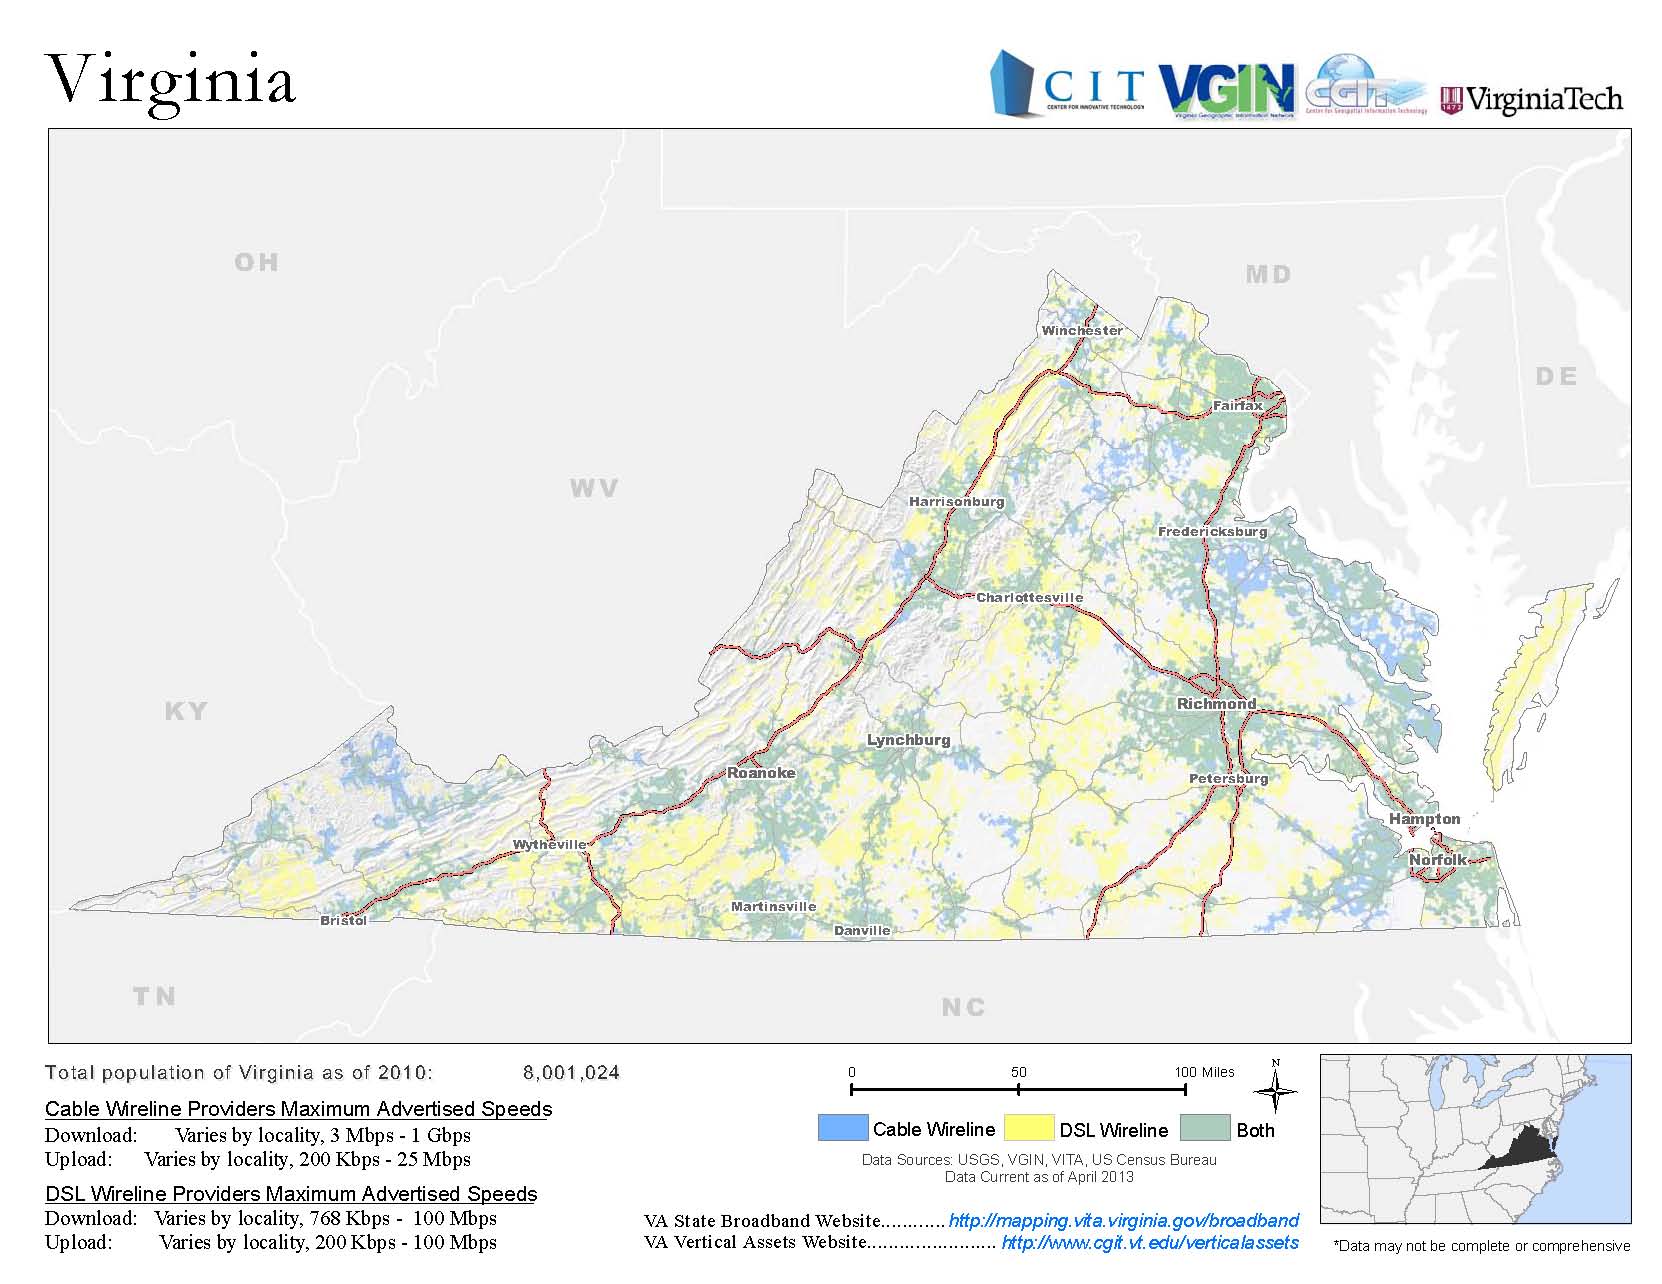 Virginia
CIT
CENTER FOR INNOVATIVE TECHNOLOGY
VGIN
Virginia Geographic Information Network
CGIT
Center for Geospatial Information Technology
1872
VirginiaTech
OH
MD
Winchester
DE
Fairfax
WV
Harrisonburg
Fredericksburg
Charlottesville
KY
Richmond
Lynchburg
Roanoke
Petersburg
Hampton
Wytheville
Norfolk
Martinsville
Bristol
Danville
TN
NC
Total population of Virginia as of 2010: 8,001,024
Cable Wireline Providers Maximum Advertised Speeds
Download: Varies by locality, 3 Mbps - 1 Gbps
Upload: Varies by locality, 200 Kbps - 25 Mbps
DSL Wireline Providers Maximum Advertised Speeds
Download: Varies by locality, 768 Kbps - 100 Mbps
Upload: Varies by locality, 200 Kbps - 100 Mbps
0 50 100 Miles
N
Cable Wireline DSL Wireline Both
Data Sources: USGS, VGIN, VITA, US Census Bureau
Data Current as of April 2013
VA State Broadband Website............http://mapping.vita.virginia.gov/broadband
VA Vertical Assets Website........................http://www.cgit.vt.edu/verticalassets
*Data may not be complete or comprehensive